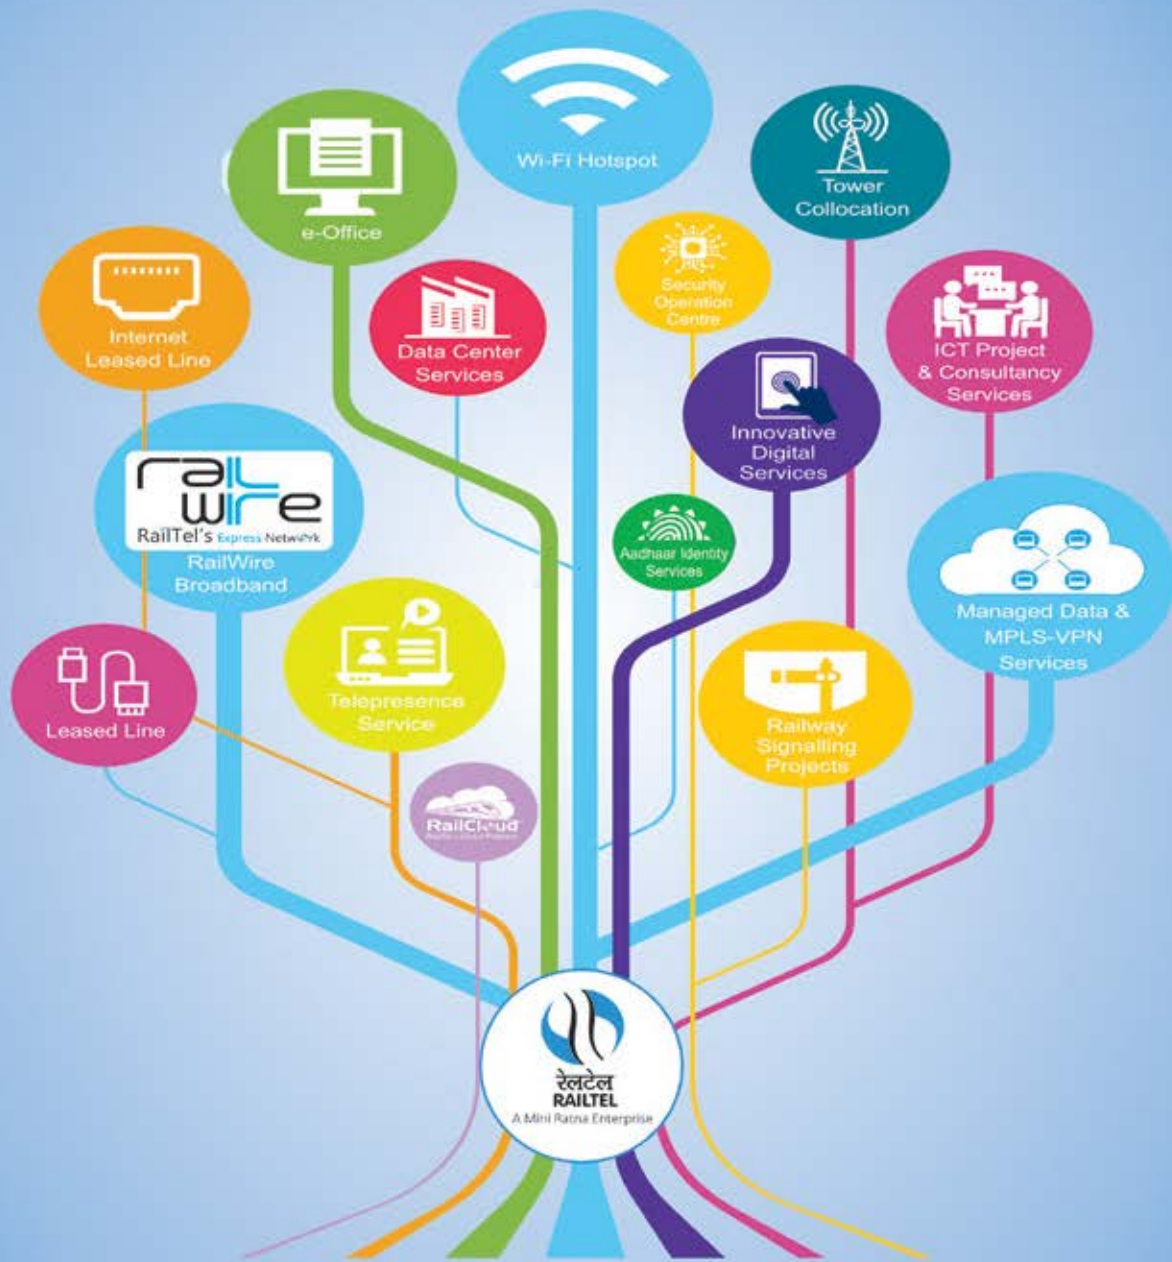 Wi-Fi Hotspot
e-Office
Tower
Collocation
Internet
Leased Line
Data Center
Services
Security
Operation
Centre
ICT Project
& Consultancy
Services
Innovative
Digital
Services
rail
wire
RailTel's Express Network
RailWire
Broadband
Aadhaar Identity
Services
Managed Data &
MPLS-VPN
Services
Leased Line
Telepresence
Service
Railway
Signalling
Projects
RailCloud
रेलटेल
RAILTEL
A Mini Ratna Enterprise